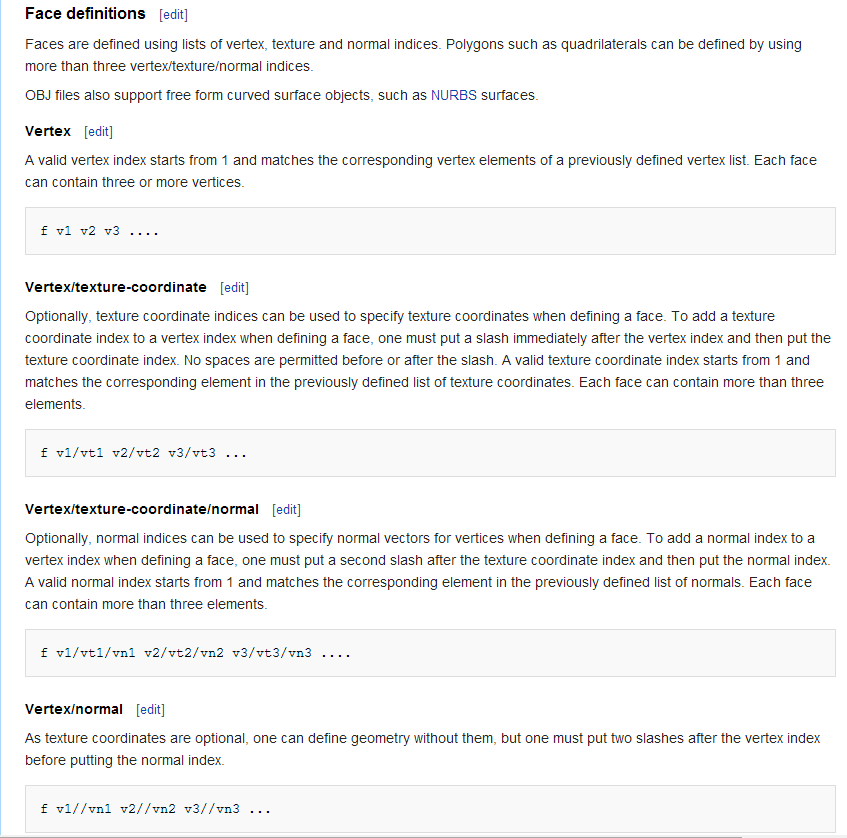 Face definitions [edit]
Faces are defined using lists of vertex, texture and normal indices. Polygons such as quadrilaterals can be defined by using
more than three vertex/texture/normal indices.
OBJ files also support free form curved surface objects, such as NURBS surfaces.
Vertex [edit]
A valid vertex index starts from 1 and matches the corresponding vertex elements of a previously defined vertex list. Each face
can contain three or more vertices.
f v1 v2 v3 ....
Vertex/texture-coordinate [edit]
Optionally, texture coordinate indices can be used to specify texture coordinates when defining a face. To add a texture
coordinate index to a vertex index when defining a face, one must put a slash immediately after the vertex index and then put the
texture coordinate index. No spaces are permitted before or after the slash. A valid texture coordinate index starts from 1 and
matches the corresponding element in the previously defined list of texture coordinates. Each face can contain more than three
elements.
f v1/vt1 v2/vt2 v3/vt3 ...
Vertex/texture-coordinate/normal [edit]
Optionally, normal indices can be used to specify normal vectors for vertices when defining a face. To add a normal index to a
vertex index when defining a face, one must put a second slash after the texture coordinate index and then put the normal index.
A valid normal index starts from 1 and matches the corresponding element in the previously defined list of normals. Each face
can contain more than three elements.
f v1/vt1/vn1 v2/vt2/vn2 v3/vt3/vn3 ....
Vertex/normal [edit]
As texture coordinates are optional, one can define geometry without them, but one must put two slashes after the vertex index
before putting the normal index.
f v1//vn1 v2//vn2 v3//vn3 ...